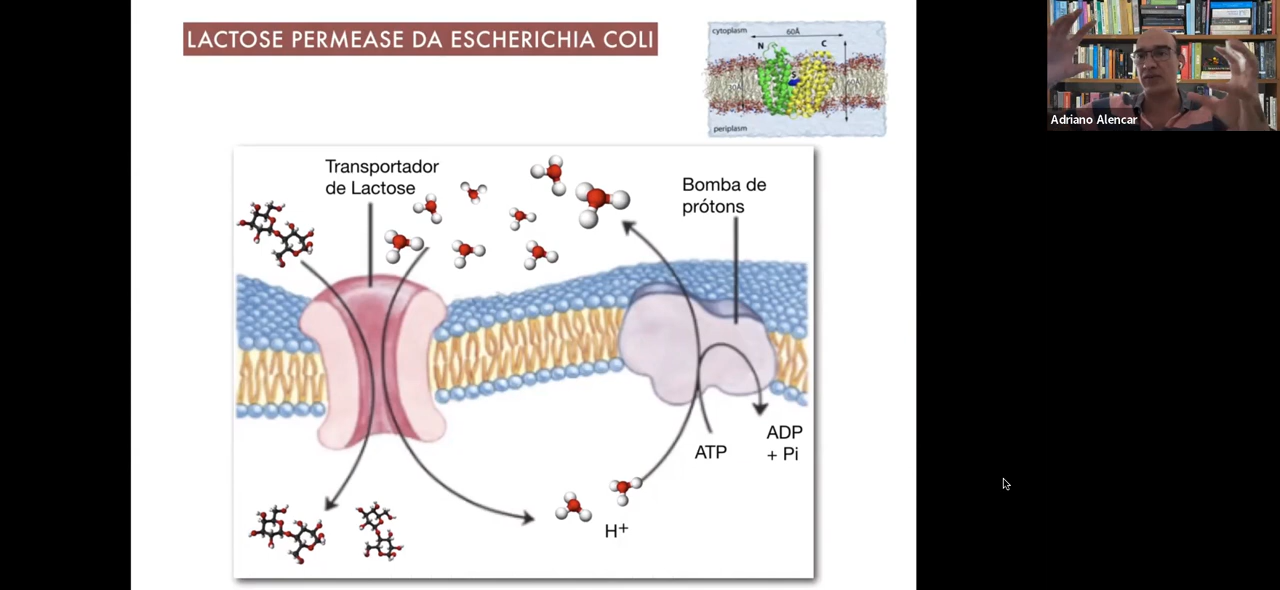 LACTOSE PERMEASE DA ESCHERICHIA COLI
cytoplasm
60Å
N
C
S
periplasm
Adriano Alencar
Transportador
de Lactose
Bomba de
prótons
ATP
ADP
+ Pi
H+